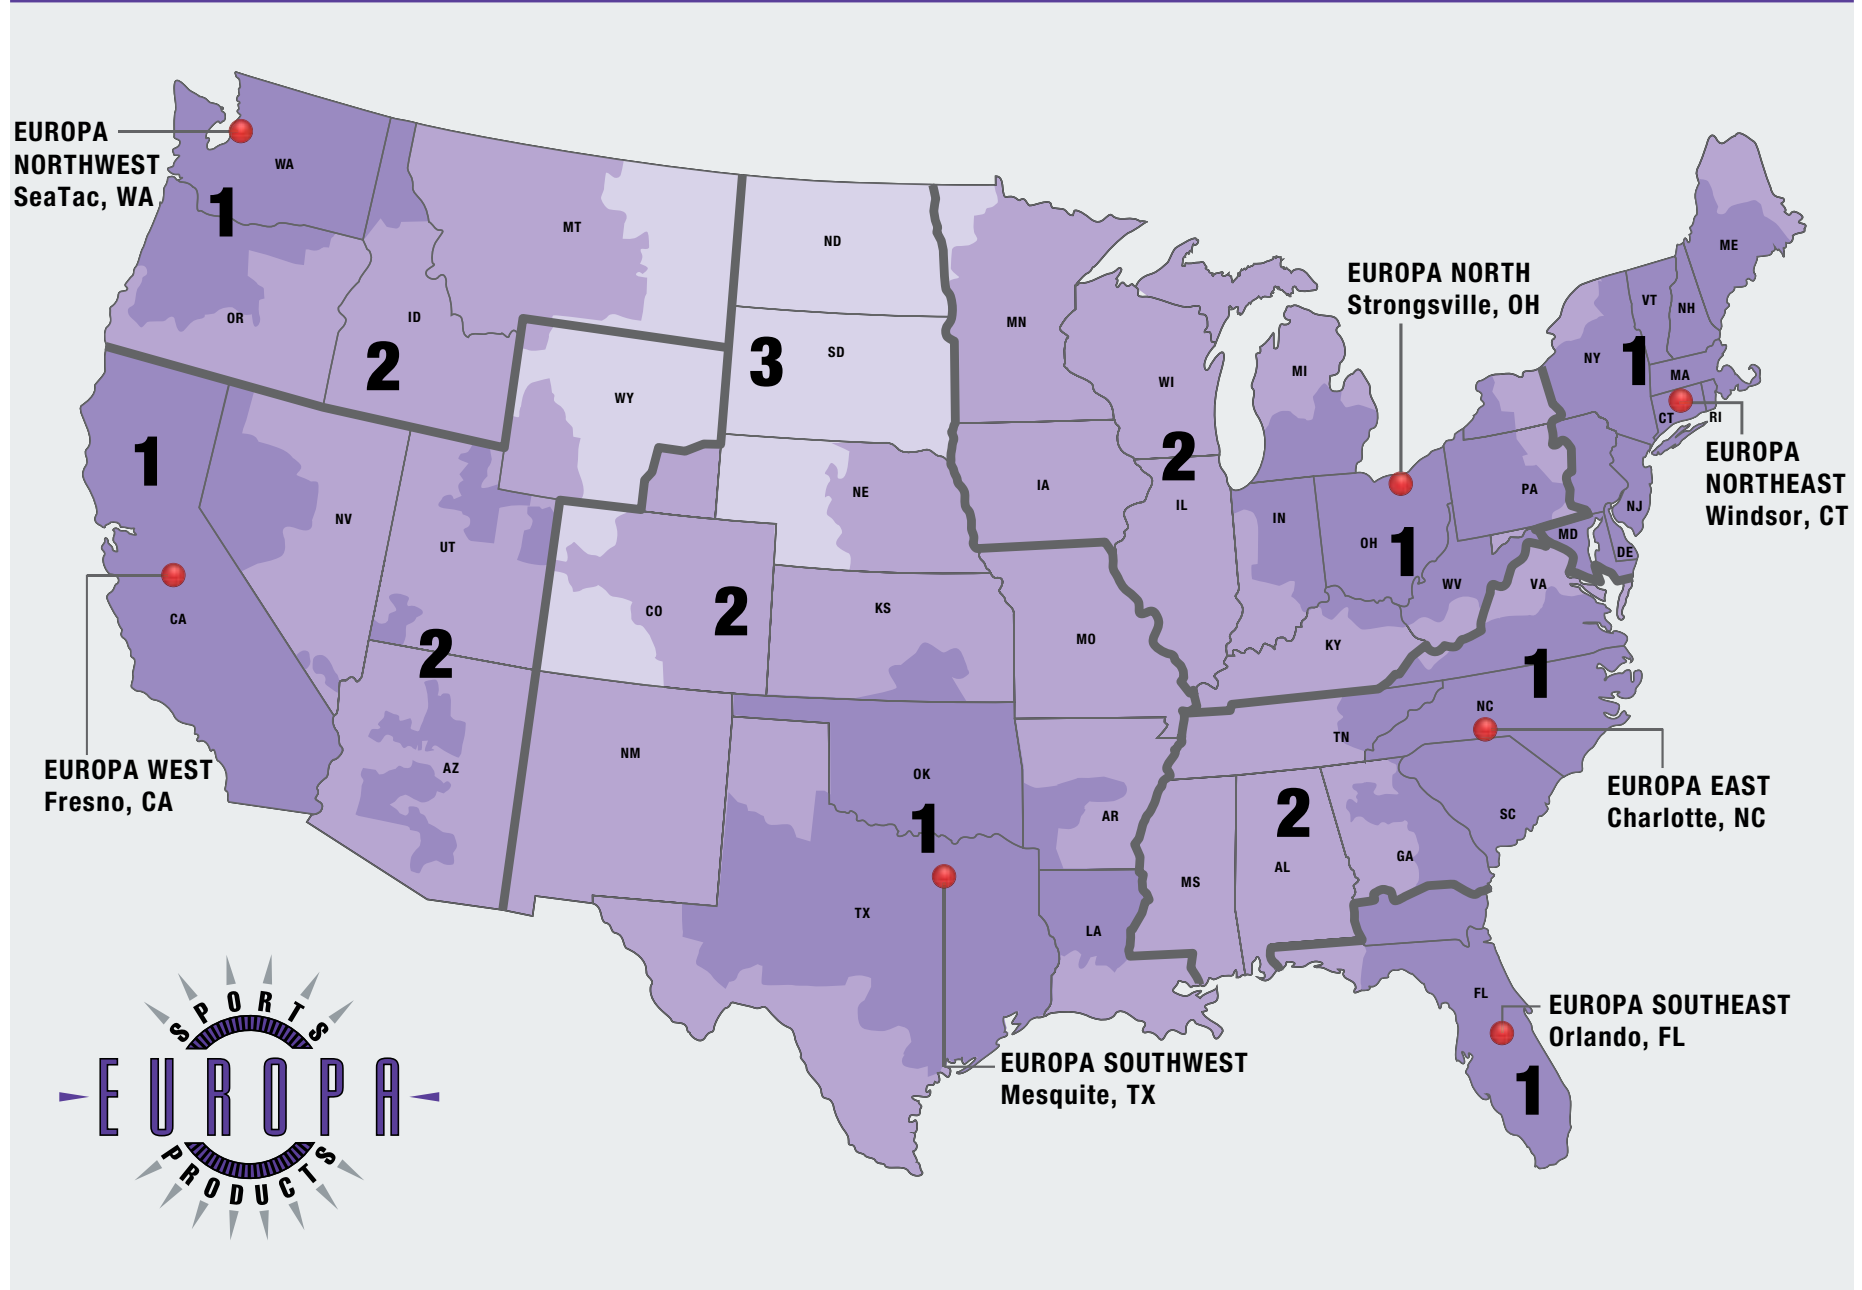 EUROPA
NORTHWEST
SeaTac, WA
WA
1
MT
ND
ME
EUROPA NORTH
Strongsville, OH
OR
ID
MN
VT
NH
2
3
SD
WI
MI
NY
1
MA
CT
RI
WY
1
2
IA
IL
EUROPA
NORTHEAST
Windsor, CT
NE
PA
NJ
NV
UT
IN
OH
1
MD
DE
CA
CO
2
KS
MO
WV
VA
KY
2
1
EUROPA WEST
Fresno, CA
AZ
NM
OK
1
AR
TN
NC
EUROPA EAST
Charlotte, NC
2
SC
MS
AL
GA
TX
LA
FL
EUROPA SOUTHEAST
Orlando, FL
1
EUROPA SOUTHWEST
Mesquite, TX
SPORTS
EUROPA
PRODUCTS